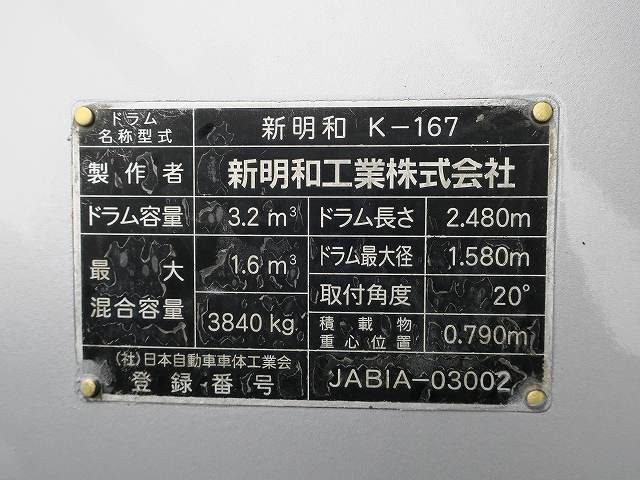 ドラム
名称型式
新明和 K-167
製作者
新明和工業株式会社
ドラム容量
3.2 m³
ドラム長さ
2.480m
最大
混合容量
1.6 m³
3840 kg
ドラム最大径
1.580m
取付角度
20°
積載物
重心位置
0.790m
(社)日本自動車車体工業会
登録番号
JABIA-03002